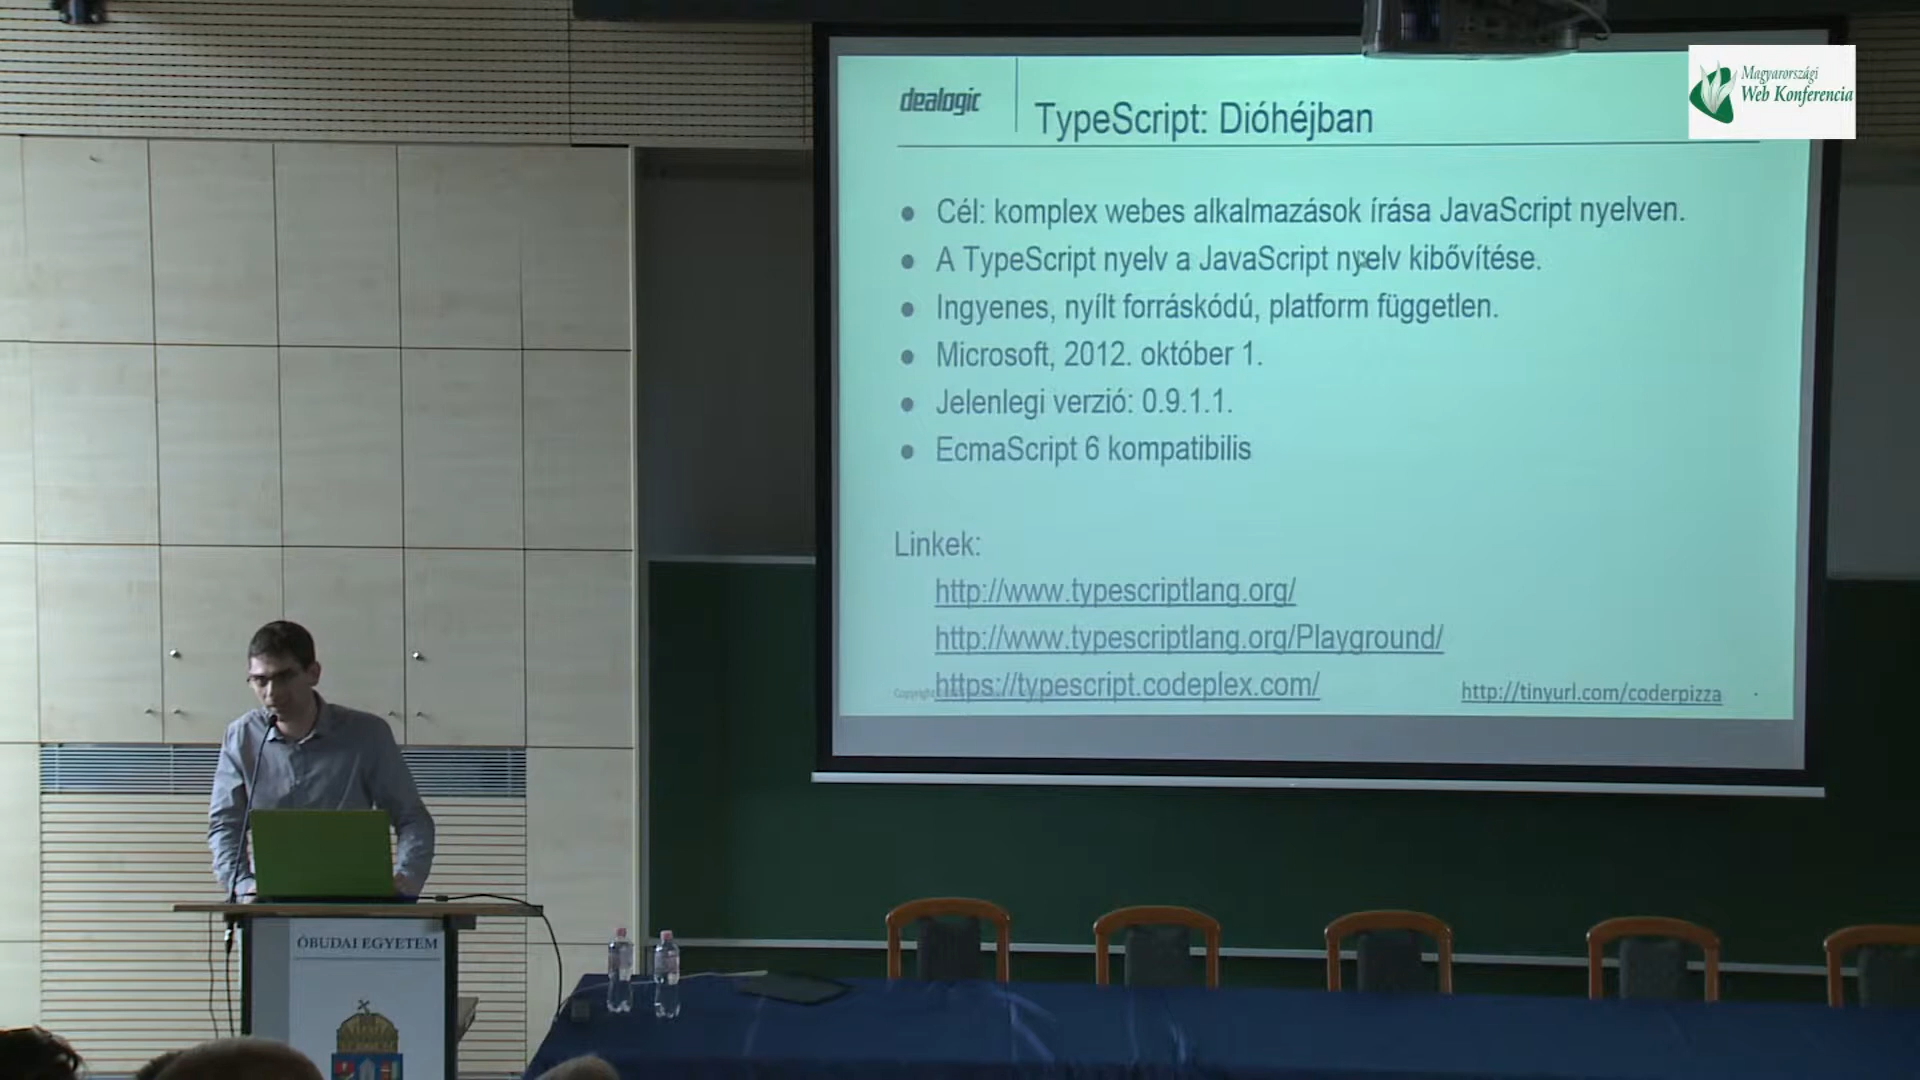 Magyarországi
Web Konferencia
dealogic
TypeScript: Dióhéjban
Cél: komplex webes alkalmazások írása JavaScript nyelven.
A TypeScript nyelv a JavaScript nyelv kibővítése.
Ingyenes, nyílt forráskódú, platform független.
Microsoft, 2012. október 1.
Jelenlegi verzió: 0.9.1.1.
EcmaScript 6 kompatibilis
Linkek:
http://www.typescriptlang.org/
http://www.typescriptlang.org/Playground/
https://typescript.codeplex.com/
Copyright
http://tinyurl.com/coderpizza
ÓBUDAI EGYETEM